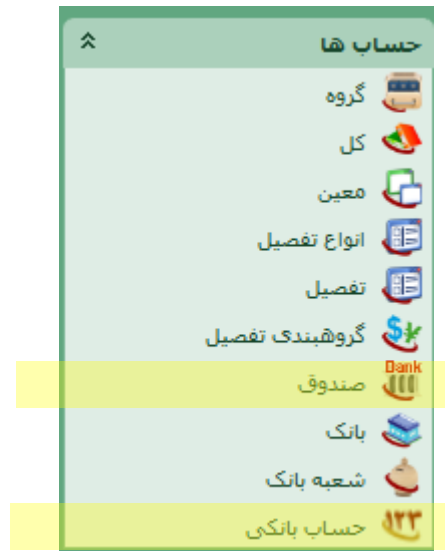 حساب ها
گروه
کل
معین
انواع تفصیل
تفصیل
گروهبندی تفصیل
Bank
صندوق
بانک
شعبه بانک
۱۲۳
حساب بانکی